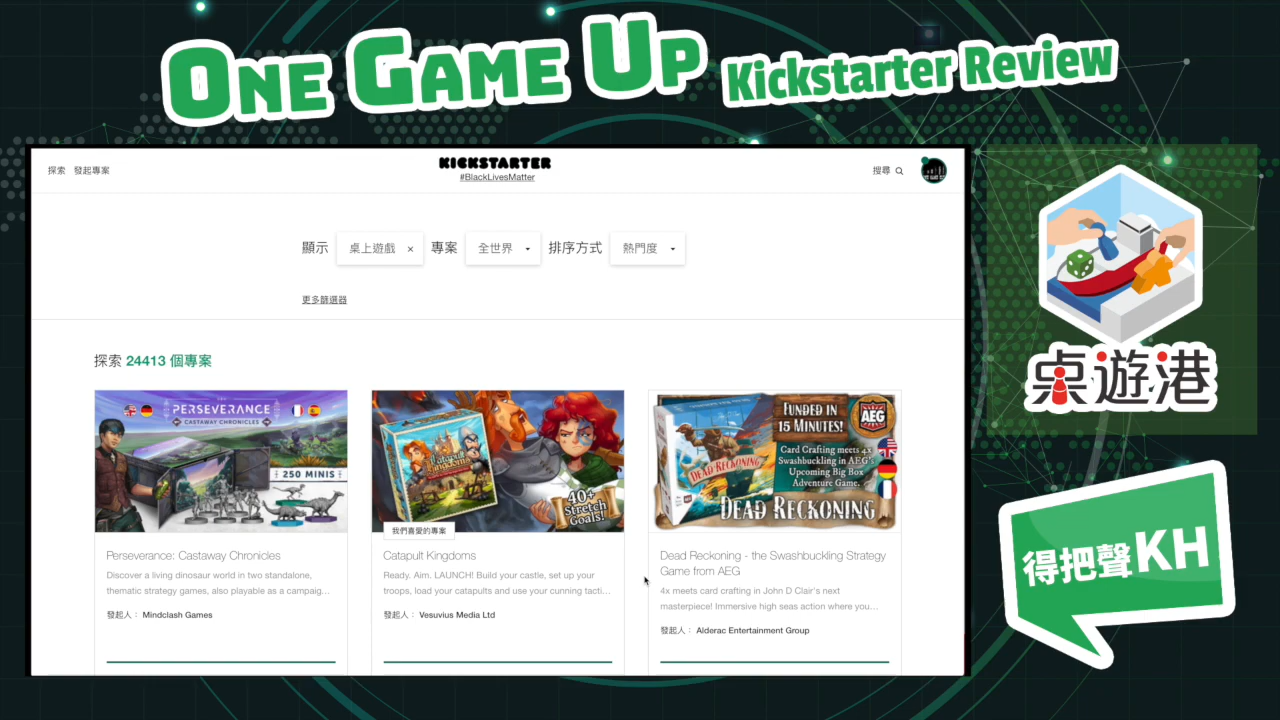 ONE GAME UP Kickstarter Review
探索 發起專案
KICKSTARTER
#BlackLivesMatter
搜尋
顯示 桌上遊戲 × 專案 全世界 排序方式 熱門度
更多篩選器
探索 24413 個專案
PERSEVERANCE
CASTAWAY CHRONICLES
250 MINIS
Catapult Kingdoms
40+
Stretch
Goals!
我們喜愛的專案
FUNDED IN
15 MINUTES!
AEG
Card Crafting meets 4x
Swashbuckling in AEG's
Upcoming Big Box
Adventure Game.
DEAD RECKONING
DEAD RECKONING
Perseverance: Castaway Chronicles
Discover a living dinosaur world in two standalone,
thematic strategy games, also playable as a campaig...
發起人： Mindclash Games
Catapult Kingdoms
Ready. Aim. LAUNCH! Build your castle, set up your
troops, load your catapults and use your cunning tacti...
發起人： Vesuvius Media Ltd
Dead Reckoning - the Swashbuckling Strategy
Game from AEG
4x meets card crafting in John D Clair's next
masterpiece! Immersive high seas action where you...
發起人： Alderac Entertainment Group
桌遊港
得把聲KH